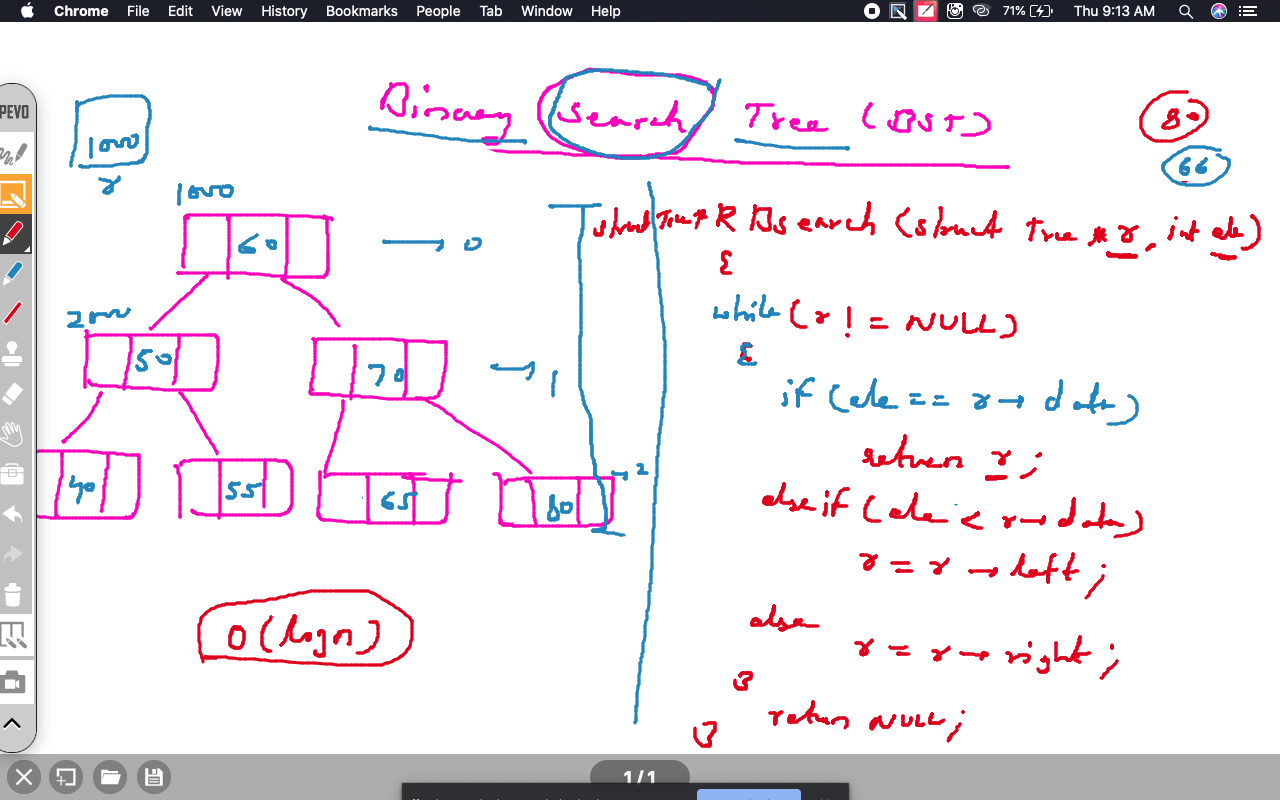 Chrome File Edit View History Bookmarks People Tab Window Help 71% Thu 9:13 AM
PEVO
Binary Search Tree (BST)
80
66
1000
r
1000
60 → 0
2000
50 70 → 1
40 55 65 80 → 2
O(logn)
struct Tree* RBSearch (struct Tree *r, int ele)
{
while (r != NULL)
{
if (ele == r→data)
return r;
else if (ele < r→data)
r = r→left;
else
r = r→right;
}
return NULL;
}
1/1